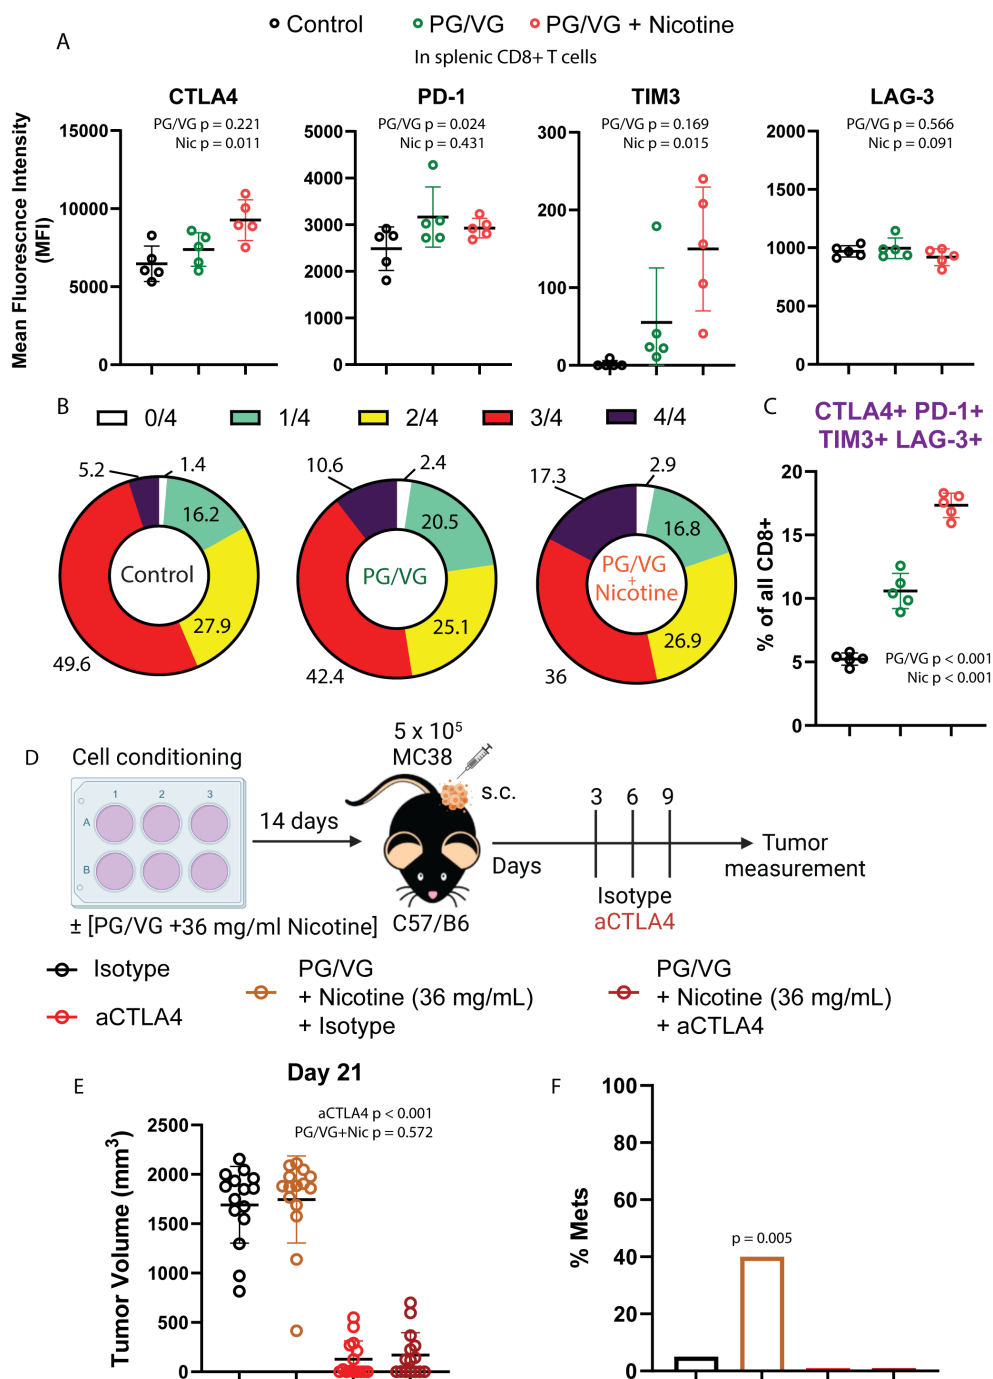 Control PG/VG PG/VG + Nicotine
A
In splenic CD8+ T cells
CTLA4 PD-1 TIM3 LAG-3
Mean Fluorescnce Intensity
(MFI)
15000
10000
5000
0
PG/VG p = 0.221
Nic p = 0.011
5000
4000
3000
2000
1000
0
PG/VG p = 0.024
Nic p = 0.431
300
200
100
0
PG/VG p = 0.169
Nic p = 0.015
2000
1500
1000
500
0
PG/VG p = 0.566
Nic p = 0.091
B
0/4 1/4 2/4 3/4 4/4
5.2 1.4
16.2
27.9
49.6
Control
10.6 2.4
20.5
25.1
42.4
PG/VG
17.3 2.9
16.8
26.9
36
PG/VG
+
Nicotine
C
CTLA4+ PD-1+
TIM3+ LAG-3+
% of all CD8+
20
15
10
5
0
PG/VG p < 0.001
Nic p < 0.001
D
Cell conditioning
1 2 3
A
B
± [PG/VG +36 mg/ml Nicotine]
14 days
5 x 10⁵
MC38
s.c.
C57/B6
Days
3 6 9
Isotype
aCTLA4
Tumor
measurement
Isotype
aCTLA4
PG/VG
+ Nicotine (36 mg/mL)
+ Isotype
PG/VG
+ Nicotine (36 mg/mL)
+ aCTLA4
E
Day 21
aCTLA4 p < 0.001
PG/VG+Nic p = 0.572
Tumor Volume (mm³)
2500
2000
1500
1000
500
0
F
% Mets
100
80
60
40
20
0
p = 0.005